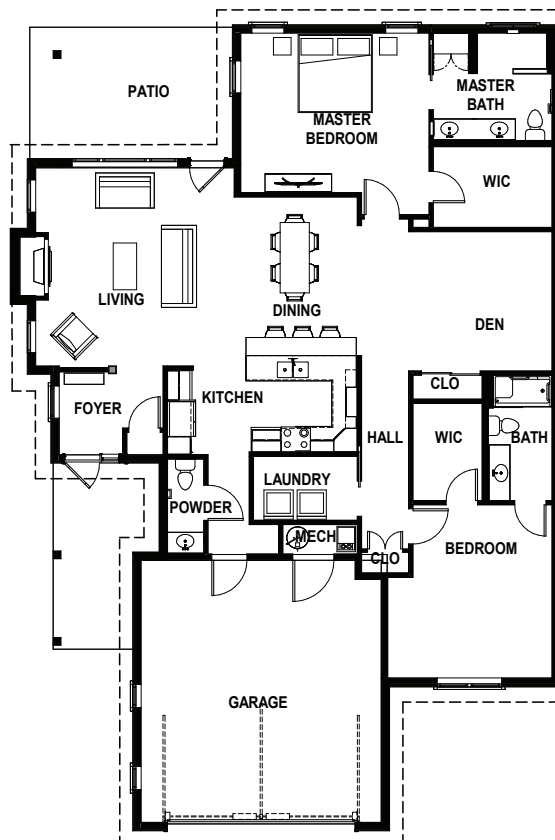 PATIO
MASTER
BEDROOM
MASTER
BATH
WIC
LIVING
DINING
DEN
CLO
FOYER
KITCHEN
HALL
WIC
BATH
LAUNDRY
POWDER
MECH
BEDROOM
CLO
GARAGE